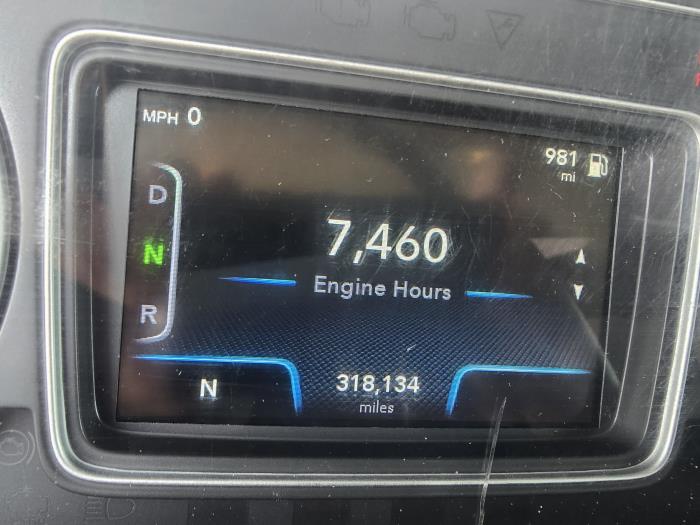 MPH 0
981
mi
D
7,460
N
Engine Hours
R
318,134
N
miles